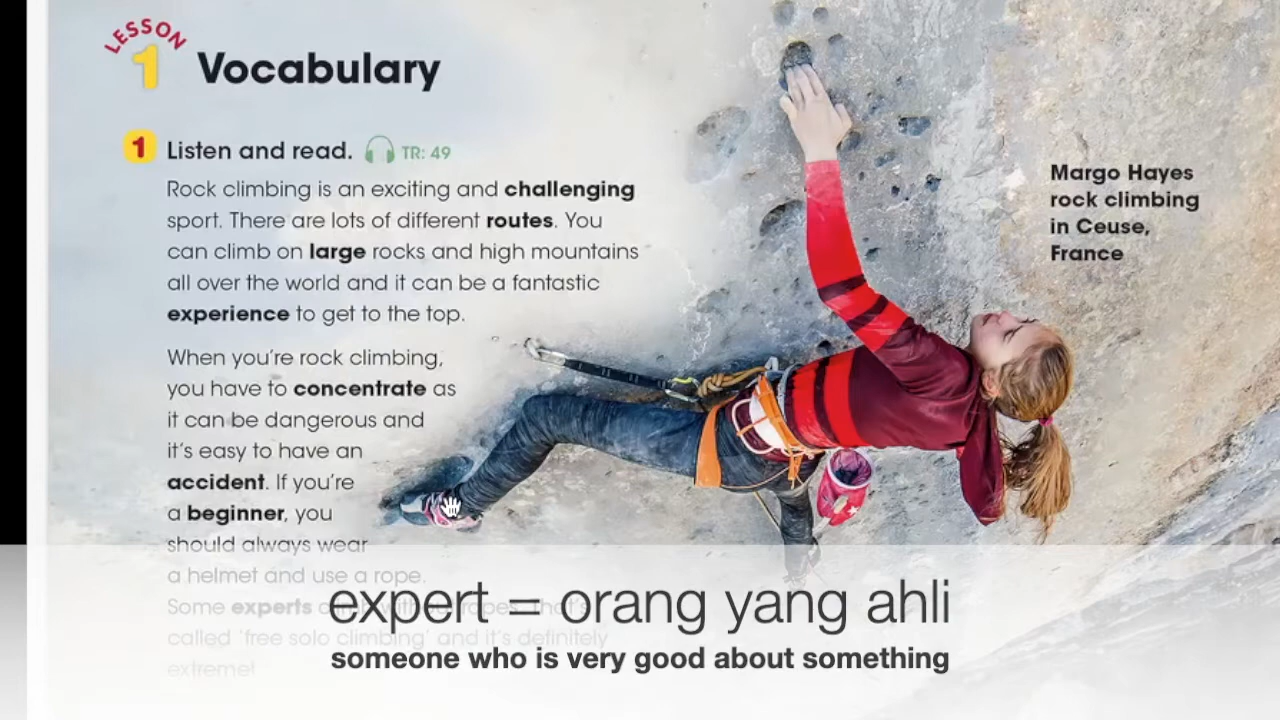 LESSON
1 Vocabulary
1 Listen and read. TR: 49
Rock climbing is an exciting and challenging
sport. There are lots of different routes. You
can climb on large rocks and high mountains
all over the world and it can be a fantastic
experience to get to the top.
When you're rock climbing,
you have to concentrate as
it can be dangerous and
it's easy to have an
accident. If you're
a beginner, you
should always wear
a helmet and use a rope.
Some experts climb without ropes. That's
called 'free solo climbing' and it's definitely
extreme!
Margo Hayes
rock climbing
in Ceuse,
France
expert = orang yang ahli
someone who is very good about something